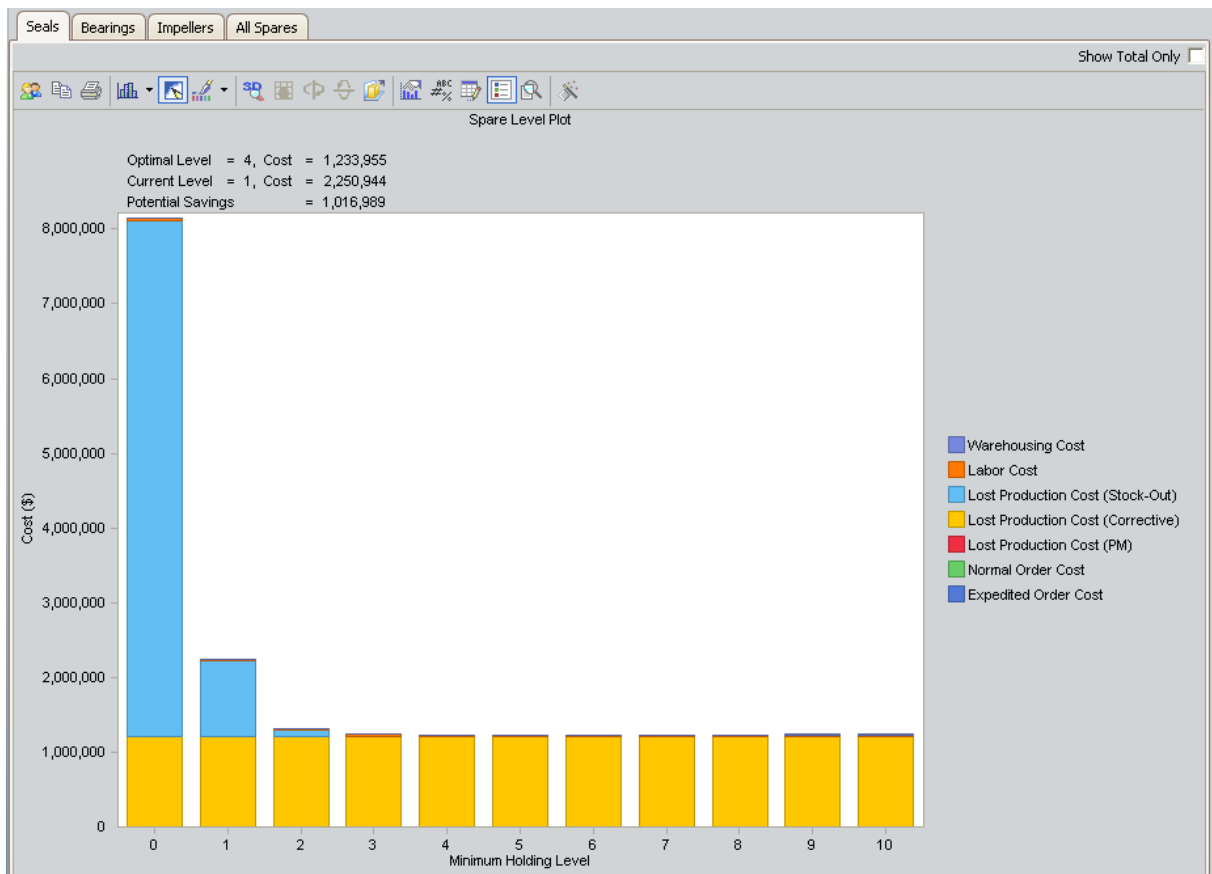 Seals Bearings Impellers All Spares
Show Total Only
3D ABC #%
Spare Level Plot
Optimal Level = 4, Cost = 1,233,955
Current Level = 1, Cost = 2,250,944
Potential Savings = 1,016,989
8,000,000
7,000,000
6,000,000
5,000,000
4,000,000
3,000,000
2,000,000
1,000,000
0
Cost ($)
0 1 2 3 4 5 6 7 8 9 10
Minimum Holding Level
Warehousing Cost
Labor Cost
Lost Production Cost (Stock-Out)
Lost Production Cost (Corrective)
Lost Production Cost (PM)
Normal Order Cost
Expedited Order Cost